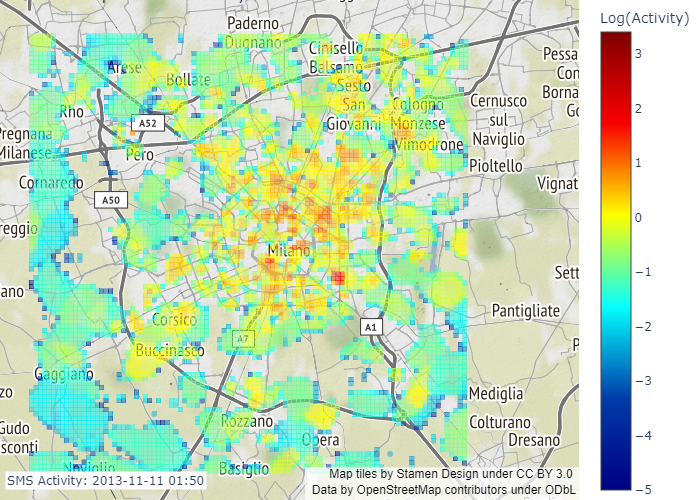 Log(Activity)
3
2
1
0
−1
−2
−3
−4
−5
Paderno
Dugnano
Cinisello
Balsamo
Arese
Bollate
Sesto
San
Giovanni
Cologno
Monzese
Cernusco
sul
Naviglio
Pessa
Con
Borna
Go
Rho
A52
Vimodrone
Pregnana
Milanese
Pero
Pioltello
Cornaredo
A50
Vignat
reggio
Milano
Sett
ano
Pantigliate
Corsico
A7
A1
Buccinasco
P
Gaggiano
zo
Mediglia
Rozzano
Colturano
Gudo
sconti
Opera
Dresano
Noviglio
Basiglio
SMS Activity: 2013-11-11 01:50
Map tiles by Stamen Design under CC BY 3.0
Data by OpenStreetMap contributors under ODbL